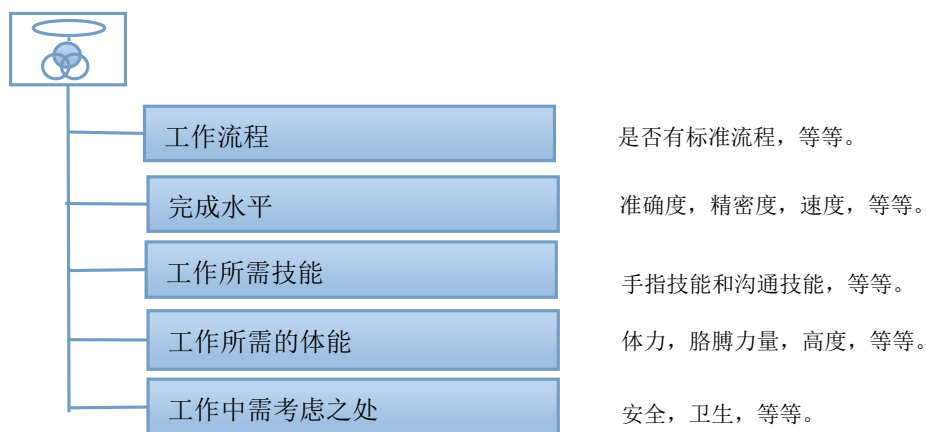 工作流程
是否有标准流程，等等。
完成水平
准确度，精密度，速度，等等。
工作所需技能
手指技能和沟通技能，等等。
工作所需的体能
体力，胳膊力量，高度，等等。
工作中需考虑之处
安全，卫生，等等。